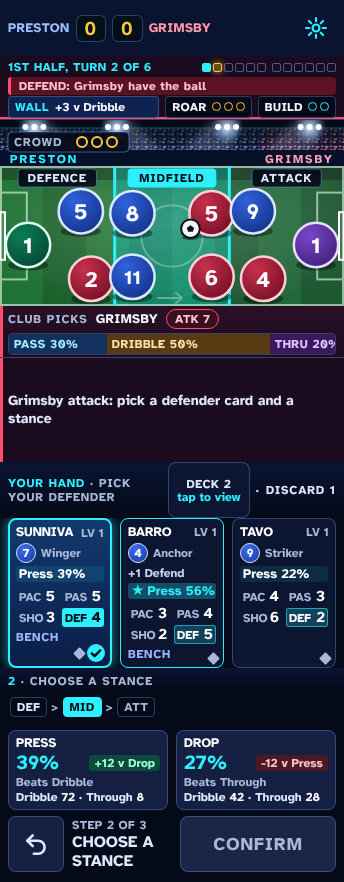 PRESTON 0 0 GRIMSBY
1ST HALF, TURN 2 OF 6
DEFEND: Grimsby have the ball
WALL +3 v Dribble
ROAR
BUILD
CROWD
PRESTON
GRIMSBY
DEFENCE
MIDFIELD
ATTACK
5
8
5
9
1
1
2
11
6
4
CLUB PICKS GRIMSBY ATK 7
PASS 30%
DRIBBLE 50%
THRU 20%
Grimsby attack: pick a defender card and a
stance
YOUR HAND · PICK
YOUR DEFENDER
DECK 2
tap to view
· DISCARD 1
SUNNIVA LV 1
7 Winger
Press 39%
PAC 5 PAS 5
SHO 3 DEF 4
BENCH
BARRO LV 1
4 Anchor
+1 Defend
★ Press 56%
PAC 3 PAS 4
SHO 2 DEF 5
BENCH
TAVO LV 1
9 Striker
Press 22%
PAC 4 PAS 3
SHO 6 DEF 2
2 · CHOOSE A STANCE
DEF > MID > ATT
PRESS
39% +12 v Drop
Beats Dribble
Dribble 72 · Through 8
DROP
27% -12 v Press
Beats Through
Dribble 42 · Through 28
STEP 2 OF 3
CHOOSE A
STANCE
CONFIRM